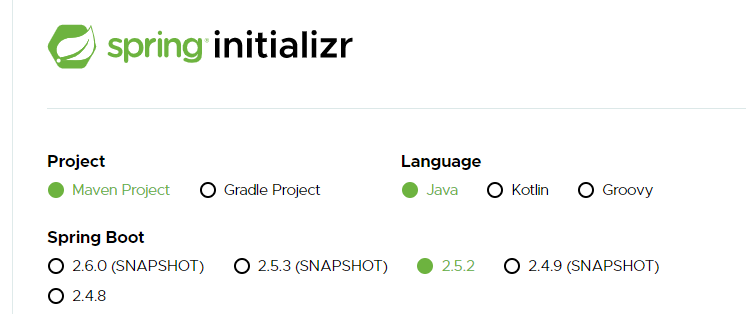 spring initializr
Project
Maven Project Gradle Project
Language
Java Kotlin Groovy
Spring Boot
2.6.0 (SNAPSHOT) 2.5.3 (SNAPSHOT) 2.5.2 2.4.9 (SNAPSHOT)
2.4.8